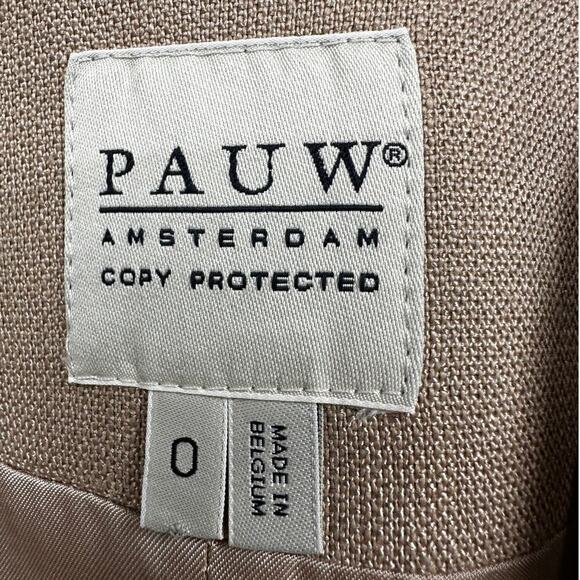 PAUW®
AMSTERDAM
COPY PROTECTED
0
MADE IN
BELGIUM